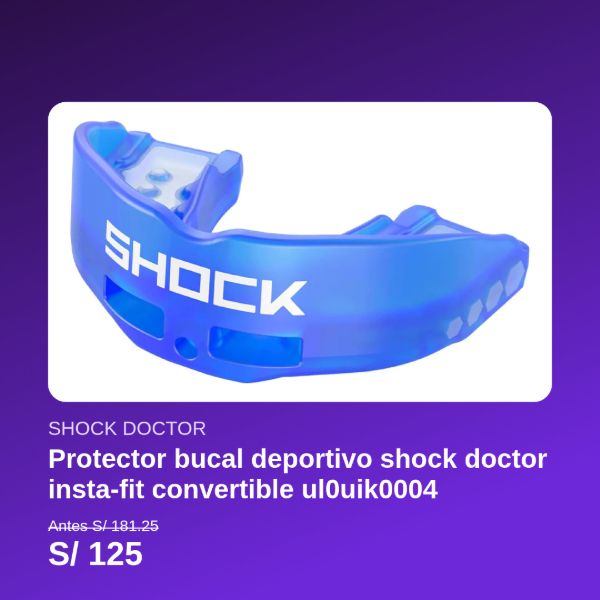 SHOCK
SHOCK DOCTOR
Protector bucal deportivo shock doctor
insta-fit convertible ul0uik0004
Antes S/ 181.25
S/ 125